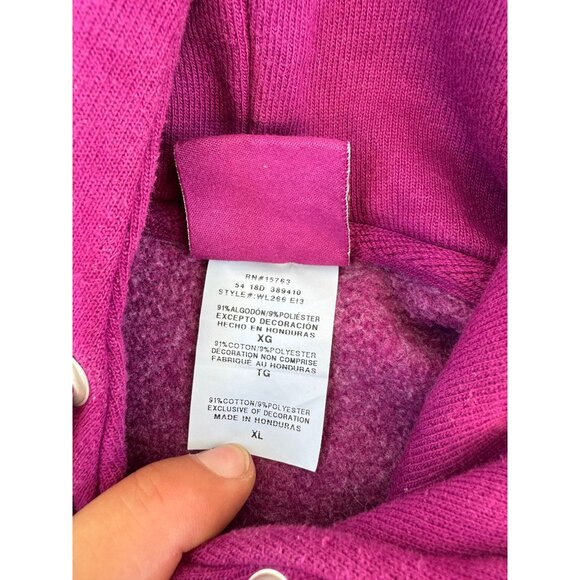 RN#15763
54 18D 389410
STYLE#:WL266 E13
91%ALGODÓN/9%POLIÉSTER
EXCEPTO DECORACIÓN
HECHO EN HONDURAS
XG
91%COTON/9%POLYESTER
DÉCORATION NON COMPRISE
FABRIQUÉ AU HONDURAS
TG
91%COTTON/9%POLYESTER
EXCLUSIVE OF DECORATION
MADE IN HONDURAS
XL